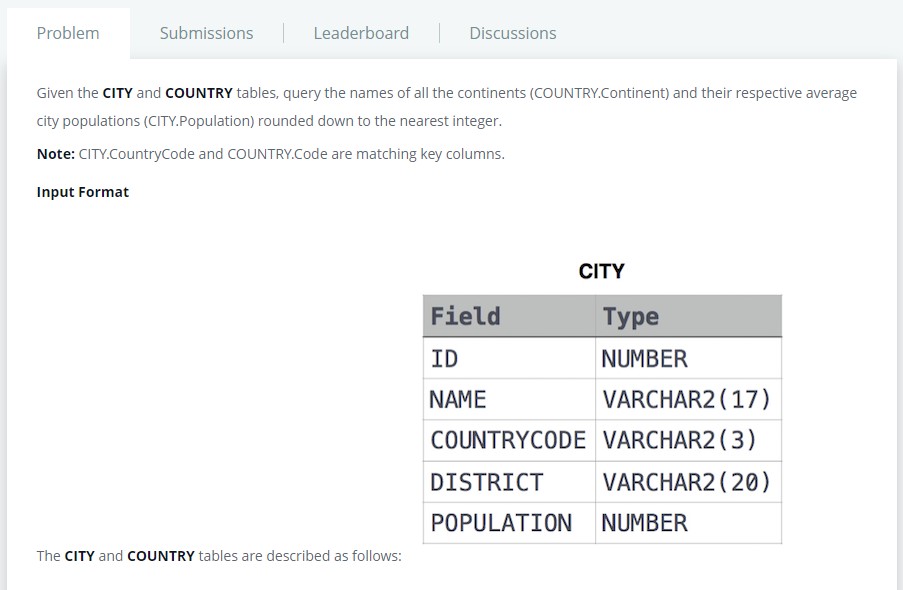 Problem Submissions Leaderboard Discussions
Given the CITY and COUNTRY tables, query the names of all the continents (COUNTRY.Continent) and their respective average
city populations (CITY.Population) rounded down to the nearest integer.
Note: CITY.CountryCode and COUNTRY.Code are matching key columns.
Input Format
CITY
Field Type
ID NUMBER
NAME VARCHAR2(17)
COUNTRYCODE VARCHAR2(3)
DISTRICT VARCHAR2(20)
POPULATION NUMBER
The CITY and COUNTRY tables are described as follows: